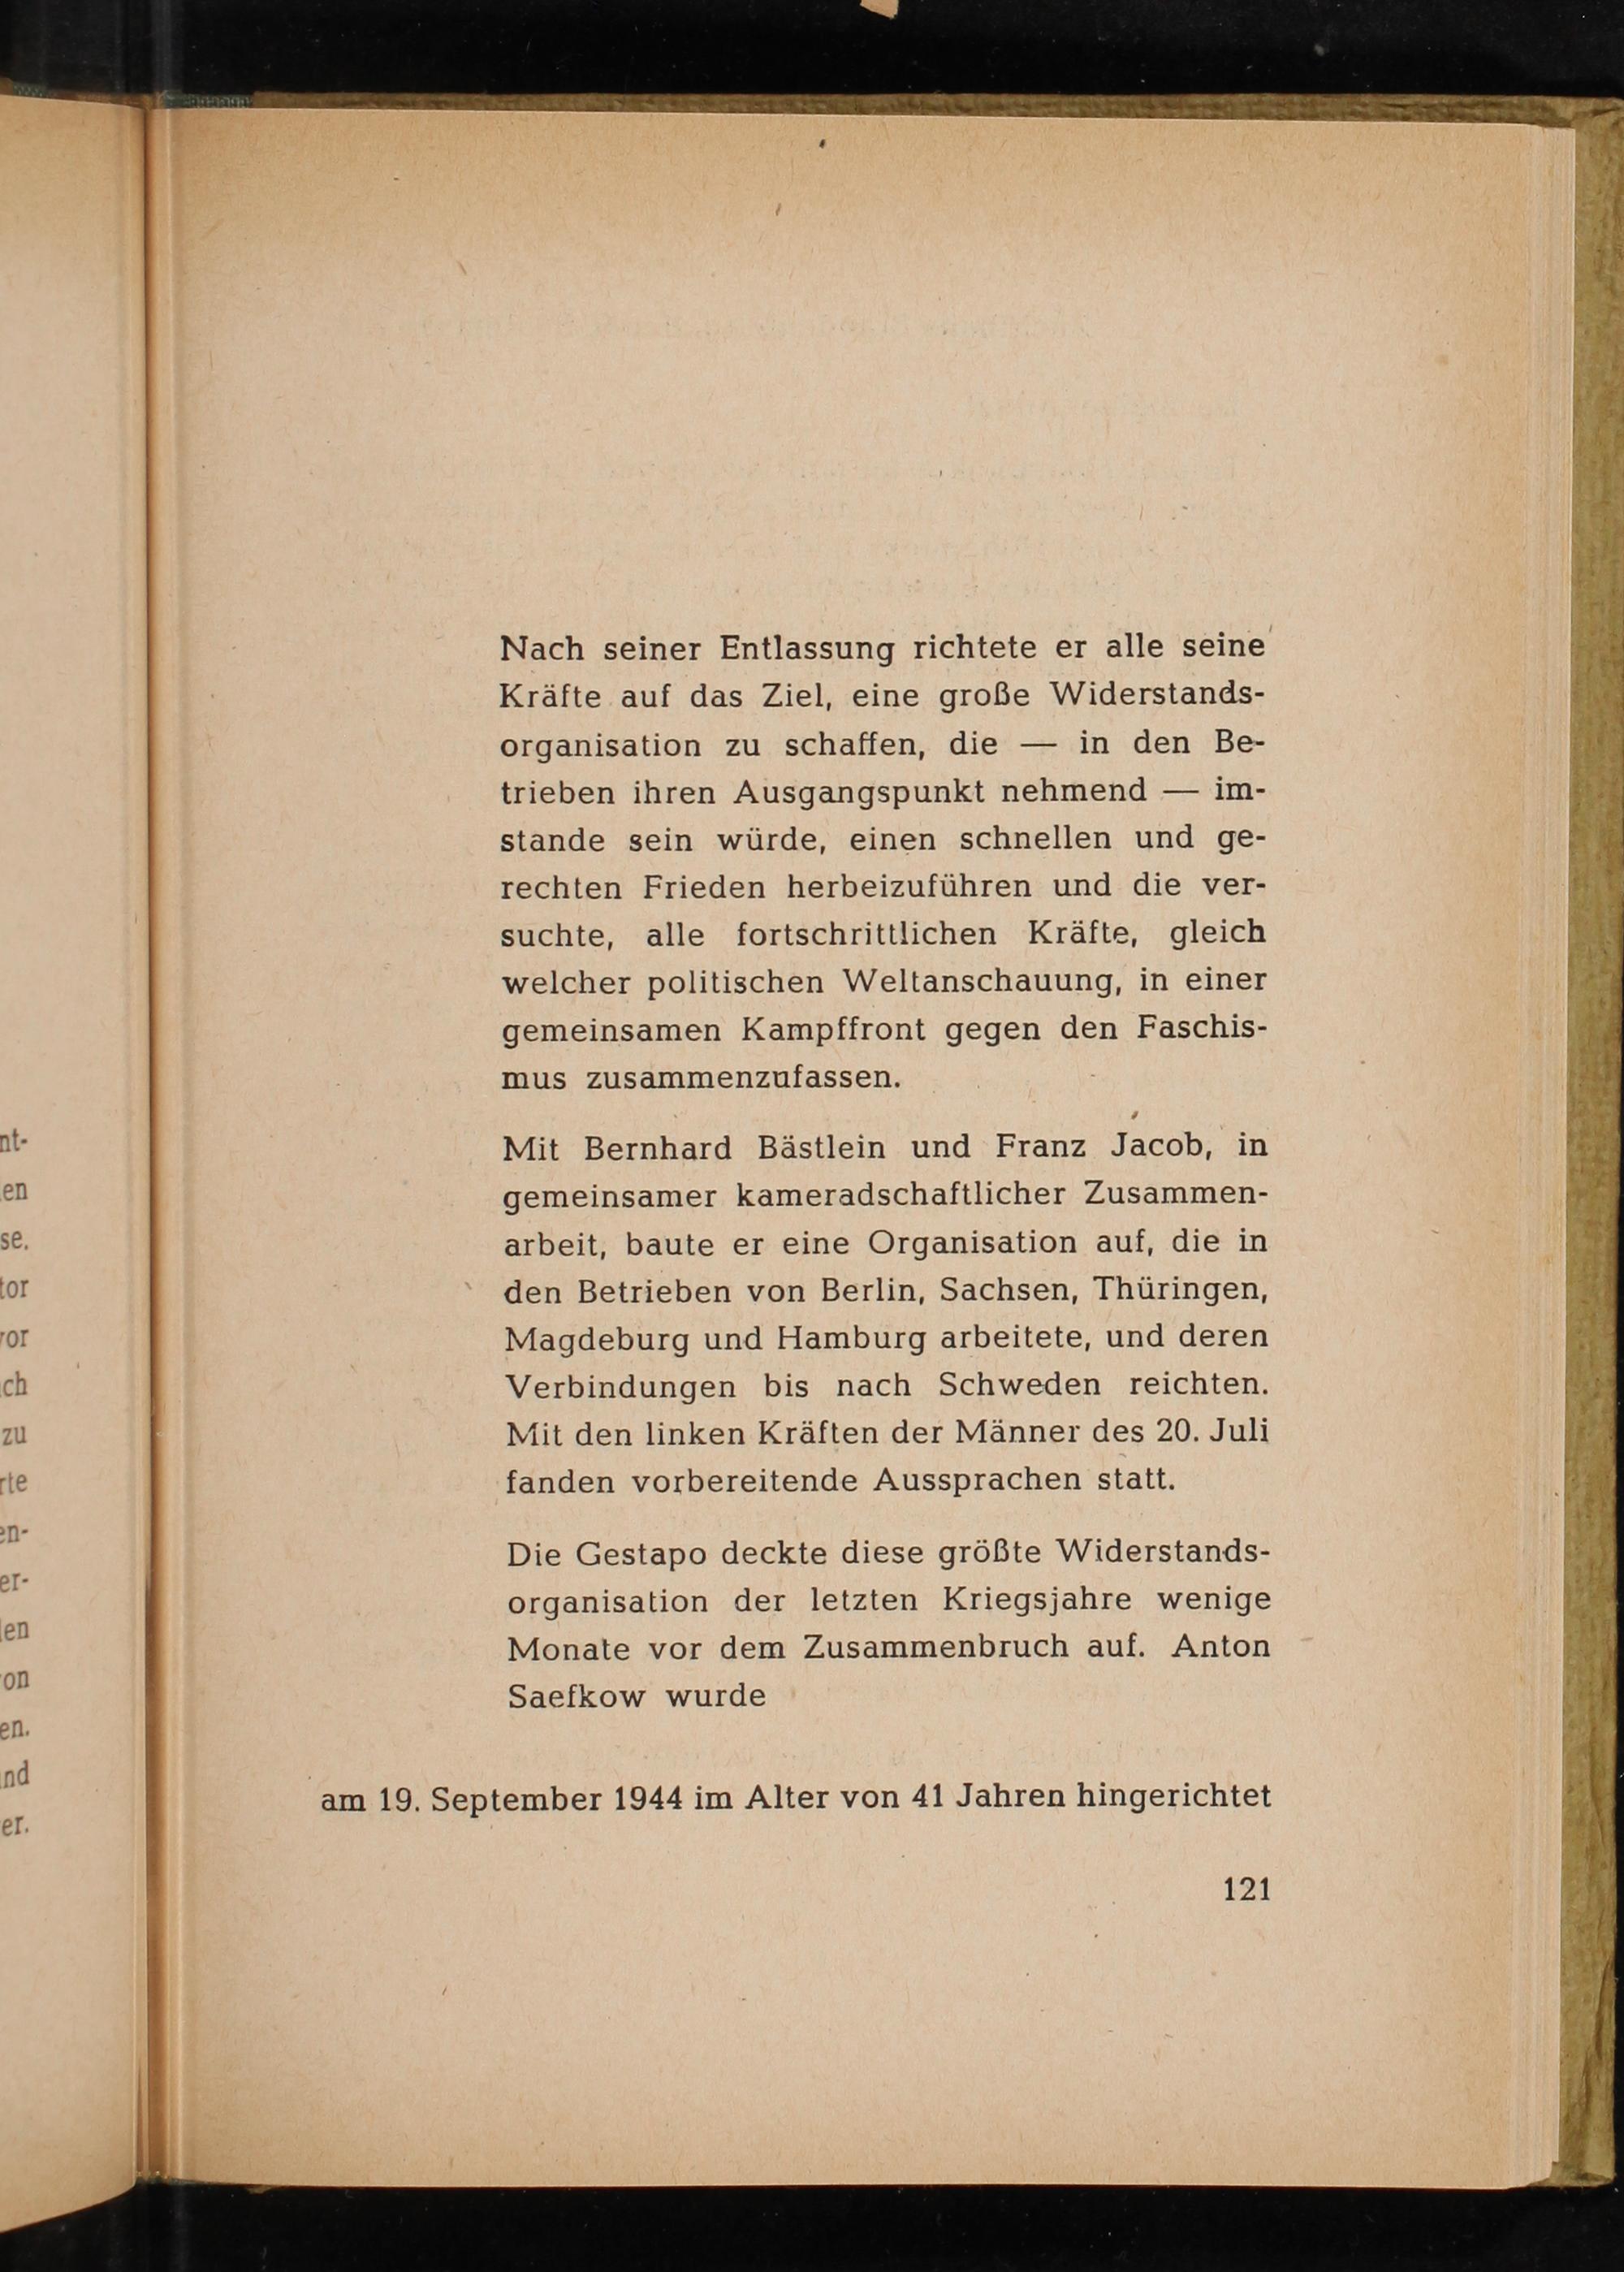 Nach seiner Entlassung richtete er alle seine
Kräfte auf das Ziel, eine große Widerstands-
organisation zu schaffen, die — in den Be-
trieben ihren Ausgangspunkt nehmend — im-
stande sein würde, einen schnellen und ge-
rechten Frieden herbeizuführen und die ver-
suchte, alle fortschrittlichen Kräfte, gleich
welcher politischen Weltanschauung, in einer
gemeinsamen Kampffront gegen den Faschis-
mus zusammenzufassen.
Mit Bernhard Bästlein und Franz Jacob, in
gemeinsamer kameradschaftlicher Zusammen-
arbeit, baute er eine Organisation auf, die in
den Betrieben von Berlin, Sachsen, Thüringen,
Magdeburg und Hamburg arbeitete, und deren
Verbindungen bis nach Schweden reichten.
Mit den linken Kräften der Männer des 20. Juli
fanden vorbereitende Aussprachen statt.
Die Gestapo deckte diese größte Widerstands-
organisation der letzten Kriegsjahre wenige
Monate vor dem Zusammenbruch auf. Anton
Saefkow wurde
am 19. September 1944 im Alter von 41 Jahren hingerichtet
121